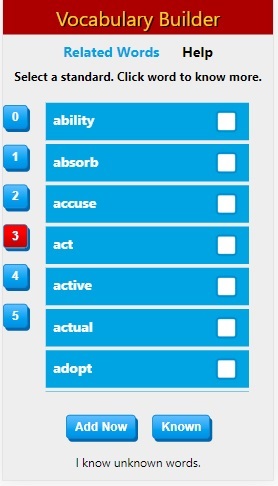 Vocabulary Builder
Related Words Help
Select a standard. Click word to know more.
0
ability
1
absorb
2
accuse
3
act
4
active
5
actual
adopt
Add Now Known
I know unknown words.